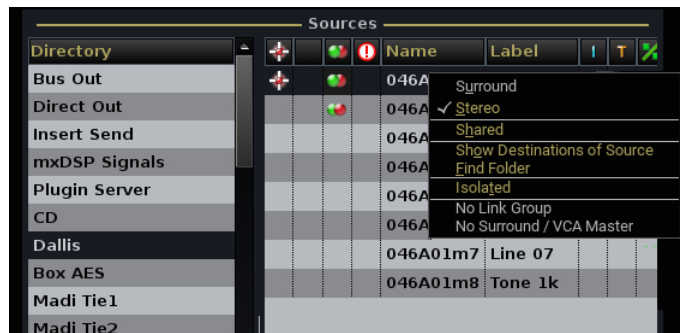 Sources
Directory
Name Label I T %
Bus Out
Direct Out
Insert Send
mxDSP Signals
Plugin Server
CD
Dallis
Box AES
Madi Tie1
Madi Tie2
046A
046A
046A
046A
046A
046A
046A01m7 Line 07
046A01m8 Tone 1k
Surround
Stereo
Shared
Show Destinations of Source
Find Folder
Isolated
No Link Group
No Surround / VCA Master